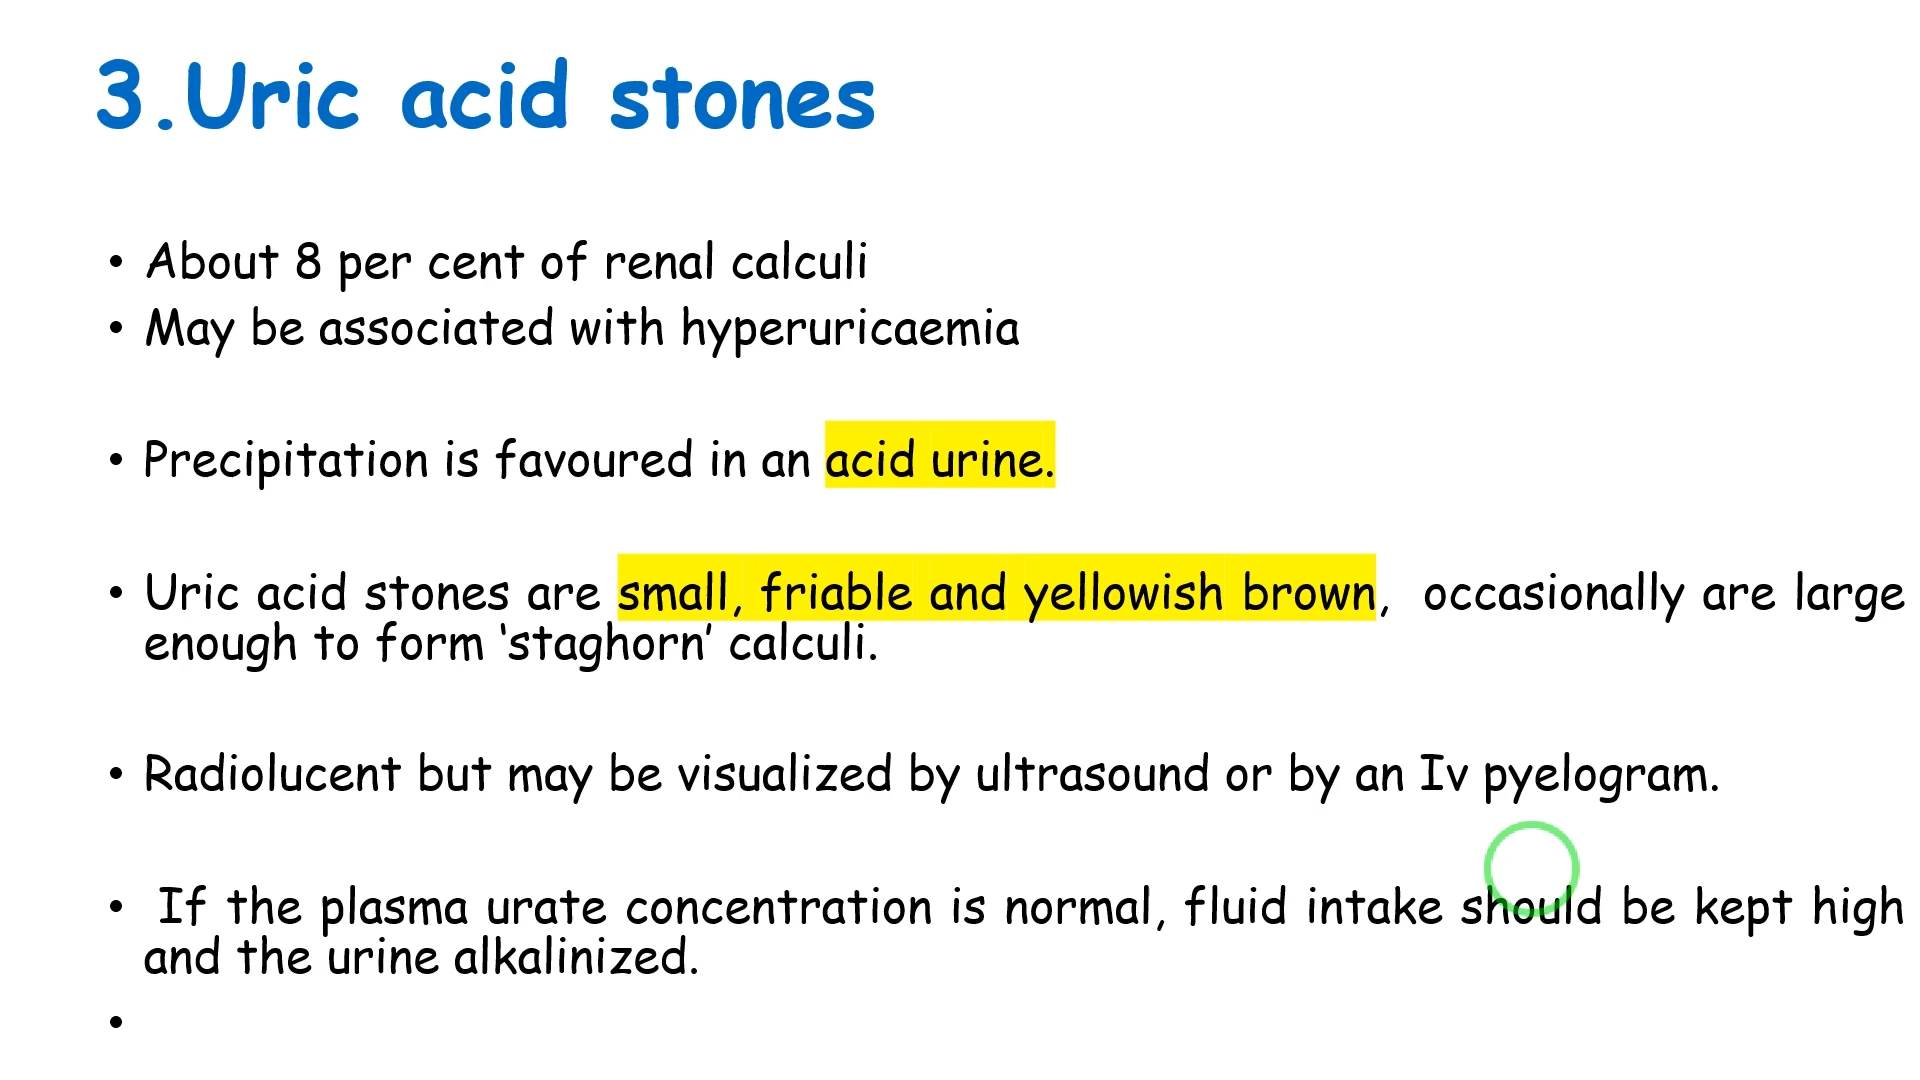 3.Uric acid stones
• About 8 per cent of renal calculi
• May be associated with hyperuricaemia
• Precipitation is favoured in an acid urine.
• Uric acid stones are small, friable and yellowish brown, occasionally are large
enough to form ‘staghorn’ calculi.
• Radiolucent but may be visualized by ultrasound or by an Iv pyelogram.
• If the plasma urate concentration is normal, fluid intake should be kept high
and the urine alkalinized.
•